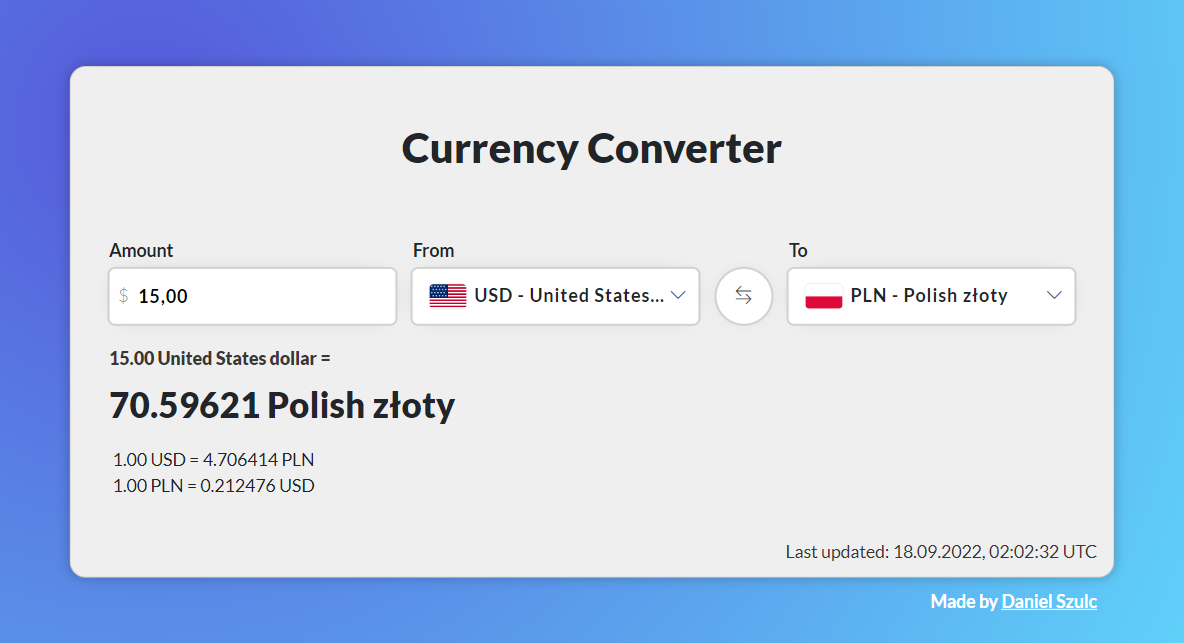 Currency Converter
Amount From To
$ 15,00 USD - United States... PLN - Polish złoty
15.00 United States dollar =
70.59621 Polish złoty
1.00 USD = 4.706414 PLN
1.00 PLN = 0.212476 USD
Last updated: 18.09.2022, 02:02:32 UTC
Made by Daniel Szulc